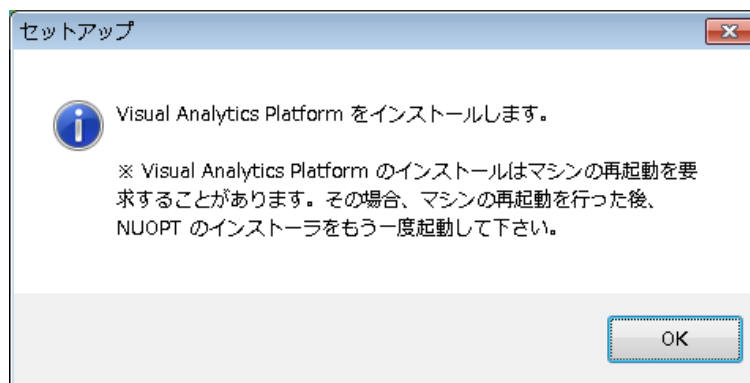 セットアップ
Visual Analytics Platform をインストールします。
※ Visual Analytics Platform のインストールはマシンの再起動を要
求することがあります。その場合、マシンの再起動を行った後、
NUOPT のインストーラをもう一度起動して下さい。
OK